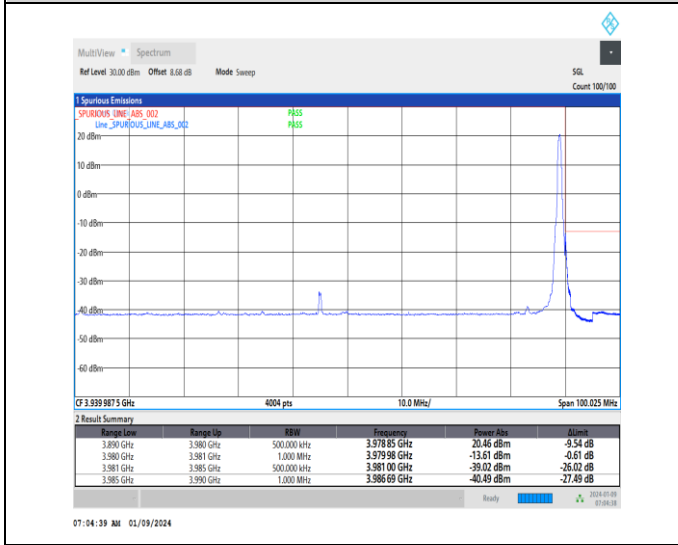 MultiView Spectrum
Ref Level 30.00 dBm Offset 8.68 dB Mode Sweep SGL
Count 100/100
1 Spurious Emissions
SPURIOUS_LINE_ABS_002 PASS
Line _SPURIOUS_LINE_ABS_002 PASS
20 dBm
10 dBm
0 dBm
-10 dBm
-20 dBm
-30 dBm
-40 dBm
-50 dBm
-60 dBm
CF 3.939 987 5 GHz 4004 pts 10.0 MHz/ Span 100.025 MHz
2 Result Summary
Range Low Range Up RBW Frequency Power Abs ΔLimit
3.890 GHz 3.980 GHz 500.000 kHz 3.978 85 GHz 20.46 dBm -9.54 dB
3.980 GHz 3.981 GHz 1.000 MHz 3.979 98 GHz -13.61 dBm -0.61 dB
3.981 GHz 3.985 GHz 500.000 kHz 3.981 00 GHz -39.02 dBm -26.02 dB
3.985 GHz 3.990 GHz 1.000 MHz 3.986 69 GHz -40.49 dBm -27.49 dB
Ready 2024-01-09
07:04:38
07:04:39 AM 01/09/2024